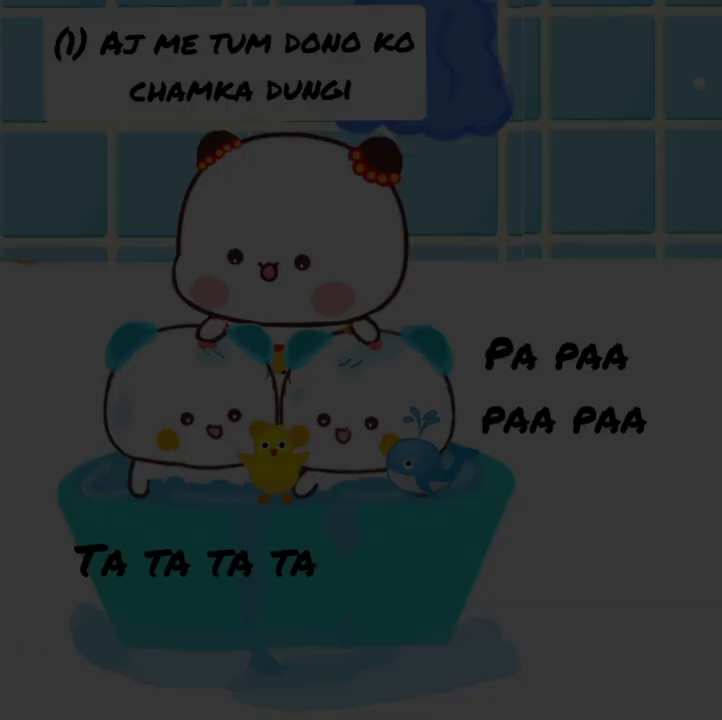 (1) AJ ME TUM DONO KO
CHAMKA DUNGI
PA PAA
PAA PAA
TA TA TA TA